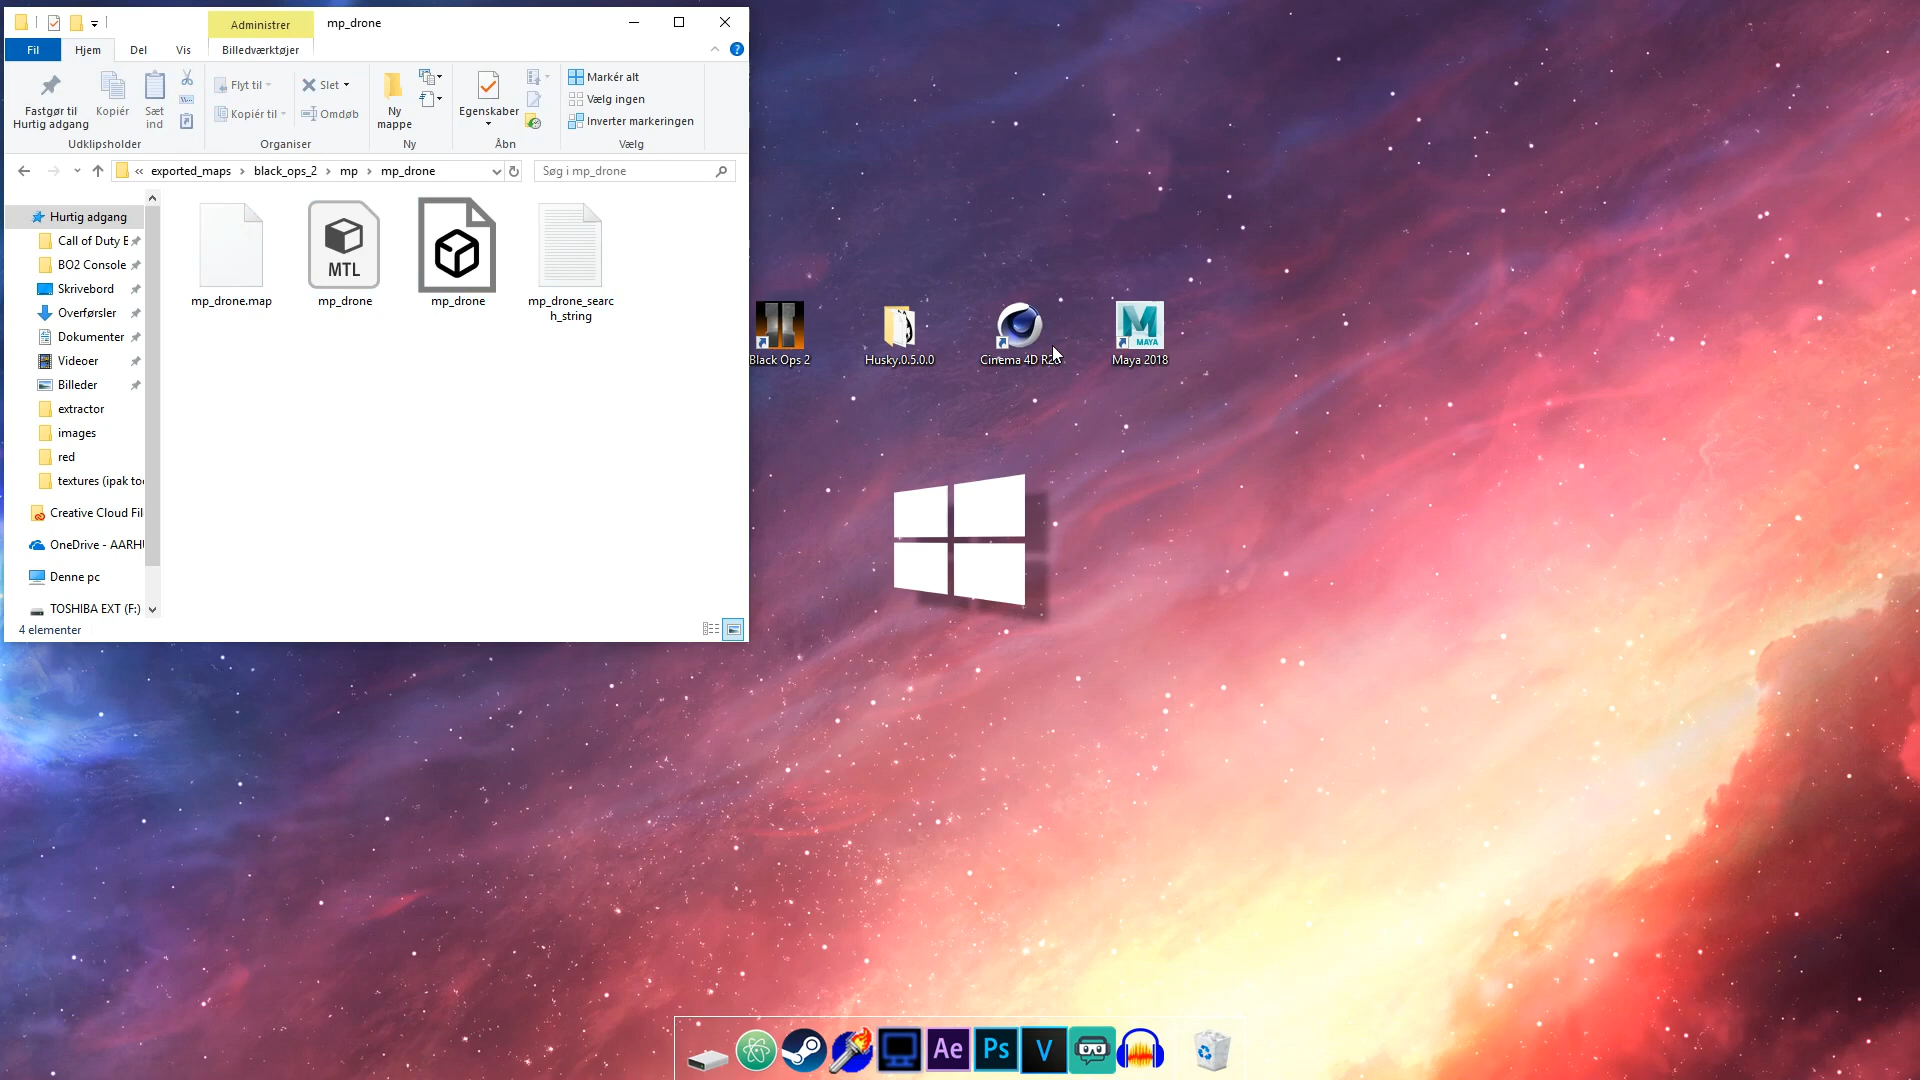 Administrer
mp_drone
Fil
Hjem
Del
Vis
Billedværktøjer
Fastgør til
Hurtig adgang
Kopiér
Sæt
ind
Flyt til
Kopiér til
Slet
Omdøb
Ny
mappe
Egenskaber
Markér alt
Vælg ingen
Inverter markeringen
Udklipsholder
Organiser
Ny
Åbn
Vælg
« exported_maps > black_ops_2 > mp > mp_drone
Søg i mp_drone
Hurtig adgang
Call of Duty E
BO2 Console
Skrivebord
Overførsler
Dokumenter
Videoer
Billeder
extractor
images
red
textures (ipak too
Creative Cloud Fil
OneDrive - AARHU
Denne pc
TOSHIBA EXT (F:)
4 elementer
mp_drone.map
MTL
mp_drone
mp_drone
mp_drone_searc
h_string
Black Ops 2
Husky.0.5.0.0
Cinema 4D
MAYA
Maya 2018
Ae
Ps
V